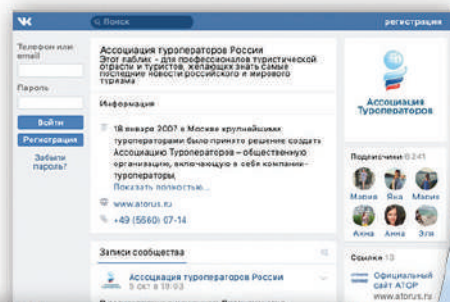 Поиск
регистрация
Телефон или
email
Пароль
Войти
Регистрация
Забыли
пароль?
Ассоциация туроператоров России
Этот паблик - для профессионалов туристической
отрасли и туристов, желающих знать самые
последние новости российского и мирового
туризма
Информация
18 января 2007 в Москве крупнейшими
туроператорами было принято решение создать
Ассоциацию Туроператоров – общественную
организацию, включающую в себя компании-
туроператоры,
Показать полностью...
www.atorus.ru
+49 (5560) 07-14
Записи сообщества
Ассоциация туроператоров России
5 окт в 18:03
Ассоциация
Туроператоров
Подписчики 6241
Мария Яна Мария
Анна Анна Эля
Ссылки 13
Официальный
сайт АТОР
www.atorus.ru